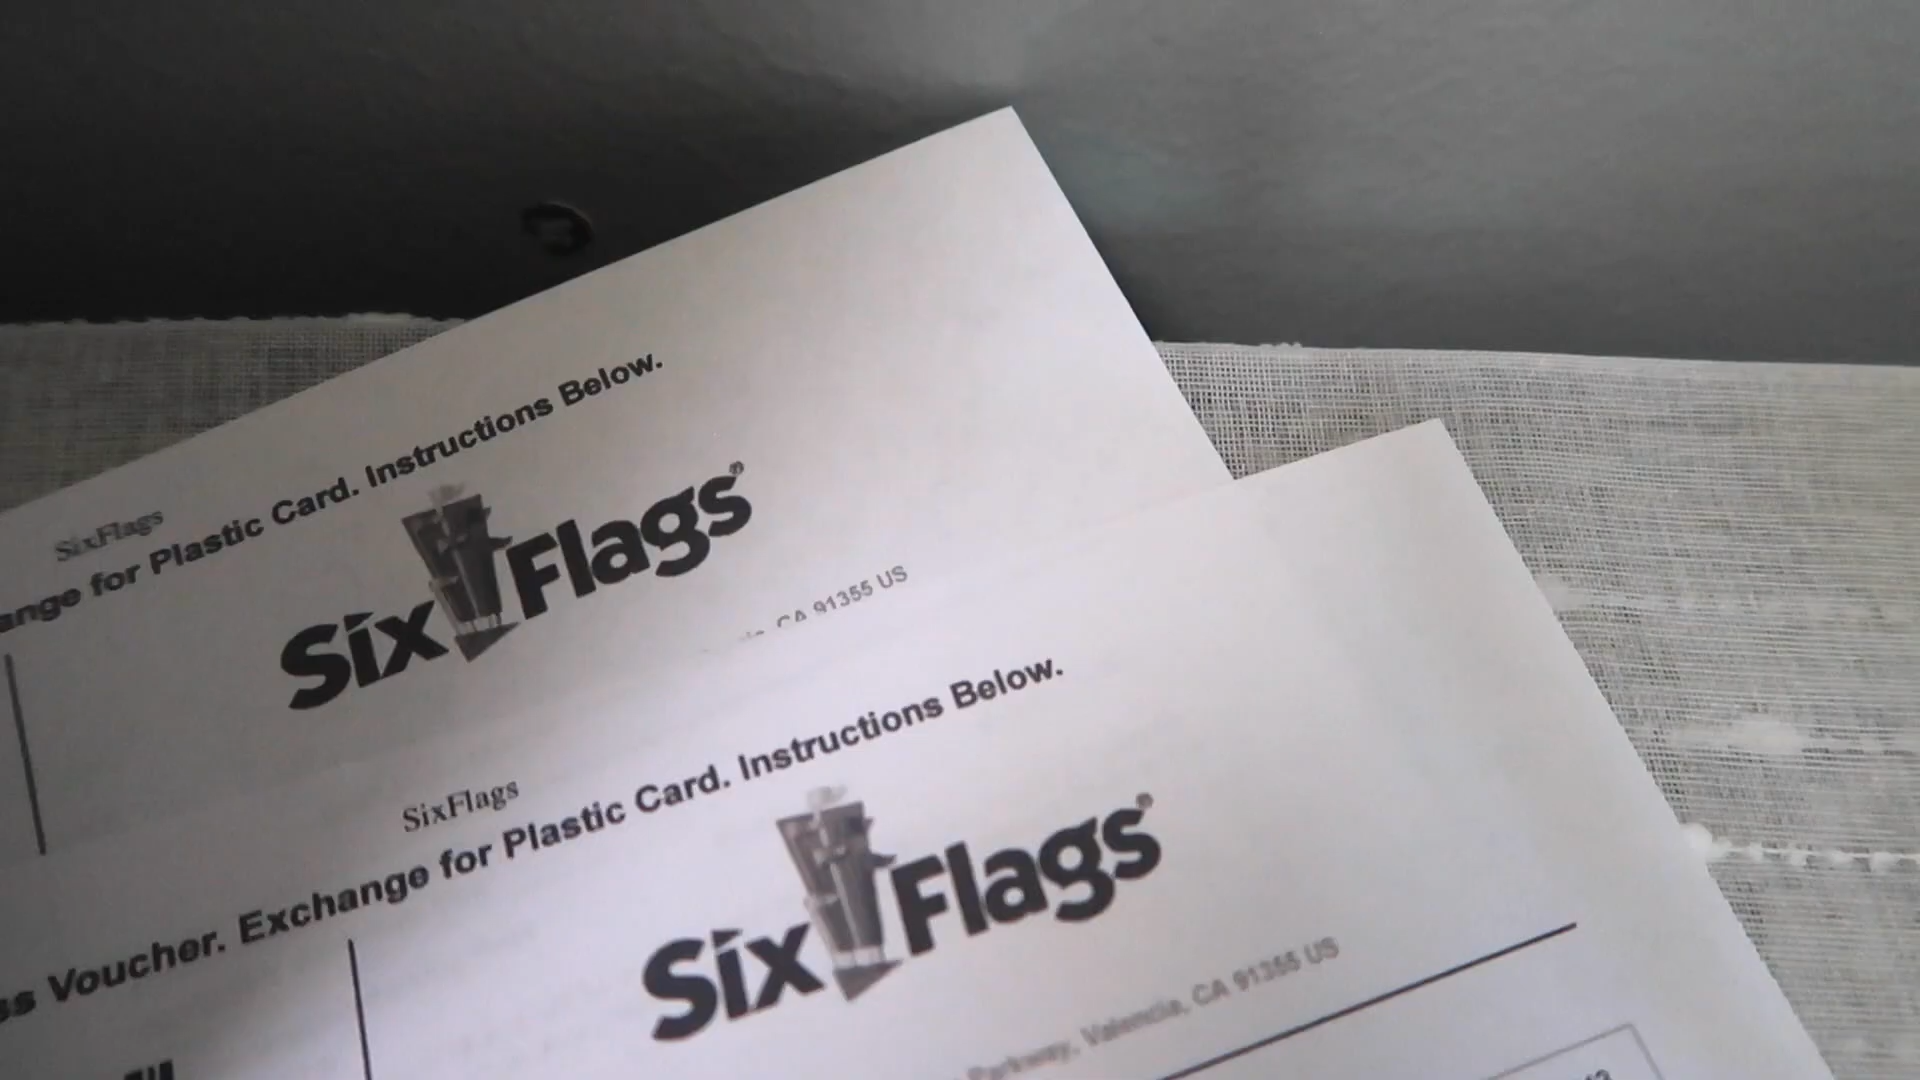 SixFlags
ange for Plastic Card. Instructions Below.
Six Flags®
CA 91355 US
SixFlags
ss Voucher. Exchange for Plastic Card. Instructions Below.
Six Flags®
Parkway, Valencia, CA 91355 US